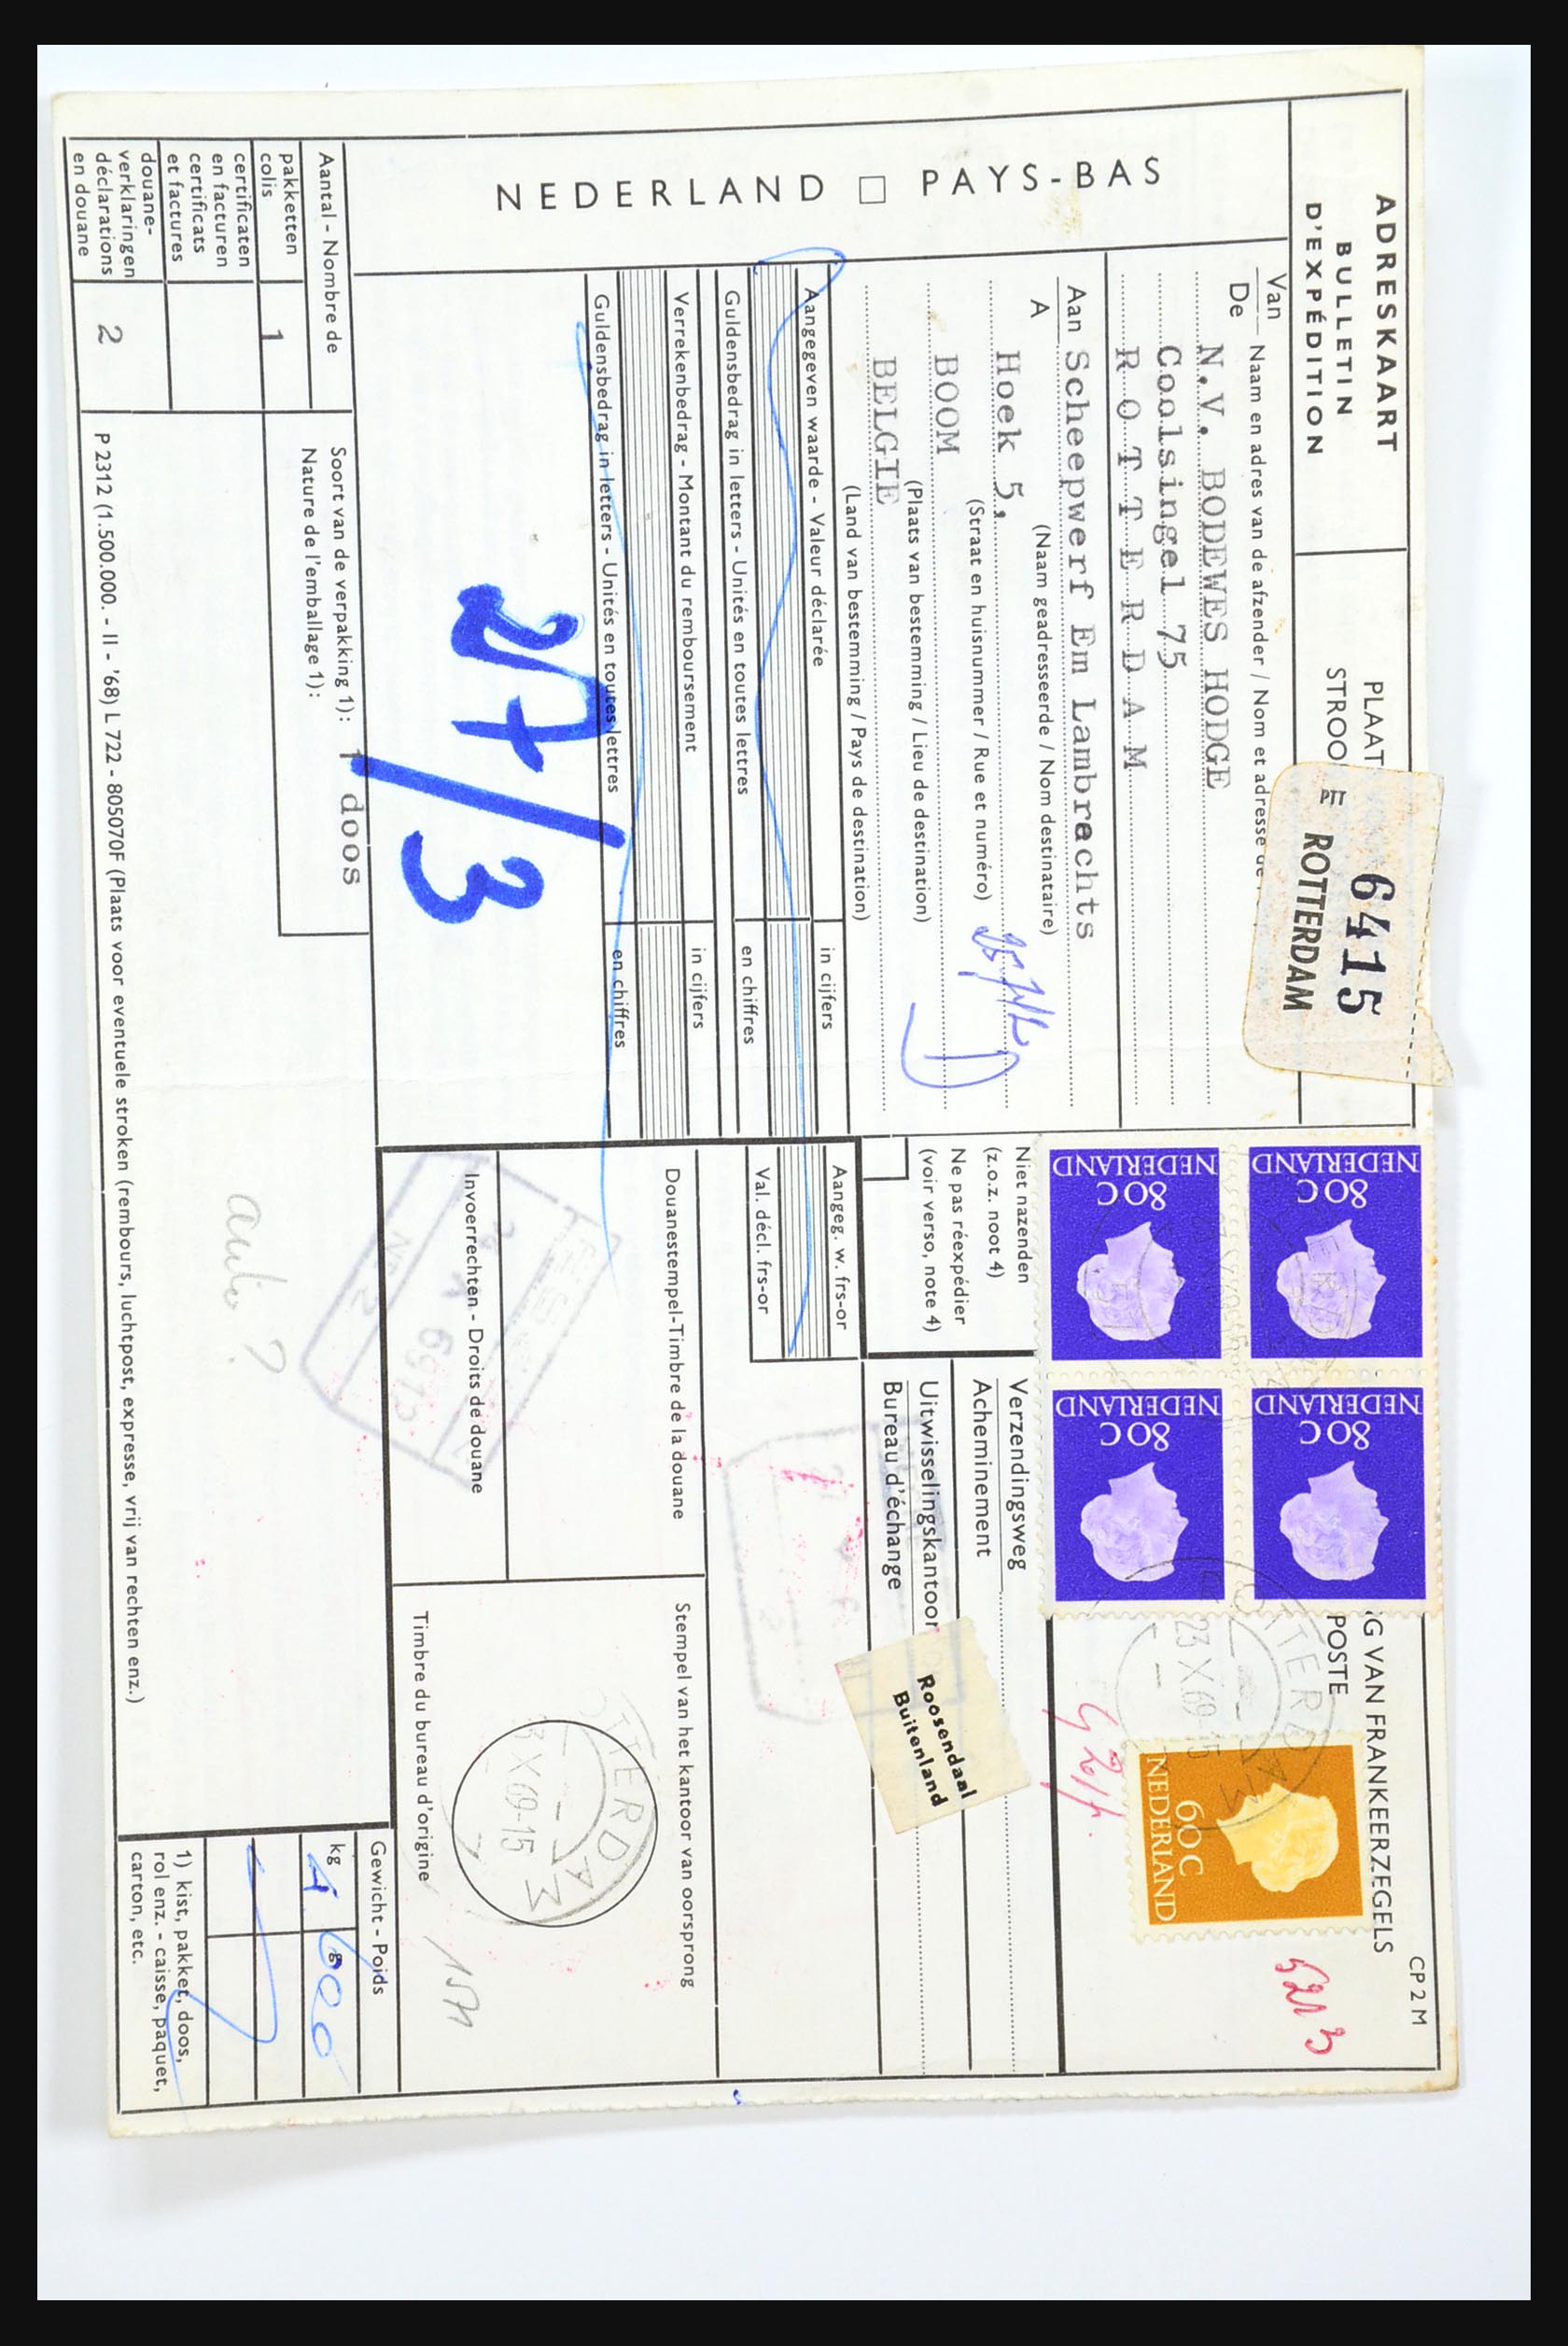 ADRESKAART
BULLETIN
D'EXPÉDITION
PLAAT
STROO
PTT
6415
ROTTERDAM
G VAN FRANKEERZEGELS
POSTE
CP 2 M
NEDERLAND □ PAYS-BAS
Van
De
Naam en adres van de afzender / Nom et adresse de
N.V. BODEWES HODGE
Coolsingel 75
R O T T E R D A M
Aan
A
Scheepwerf Em Lambrechts
(Naam geadresseerde / Nom destinataire)
Hoek 5,
(Straat en huisnummer / Rue et numéro)
BOOM
(Plaats van bestemming / Lieu de destination)
BELGIE
(Land van bestemming / Pays de destination)
80 C
NEDERLAND
80 C
NEDERLAND
80 C
NEDERLAND
80 C
NEDERLAND
60 C
NEDERLAND
ROTTERDAM
23 X 69-15
5213
Niet nazenden
(z.o.z. noot 4)
Ne pas réexpédier
(voir verso, note 4)
Verzendingsweg
Acheminement
Uitwisselingskantoor
Bureau d'échange
Roosendaal
Buitenland
Aangegeven waarde - Valeur déclarée
in cijfers
Guldensbedrag in letters - Unités en toutes lettres
en chiffres
Aangeg. w. frs-or
Val. décl. frs-or
Verrekenbedrag - Montant du remboursement
in cijfers
Guldensbedrag in letters - Unités en toutes lettres
en chiffres
27/3
Douanestempel-Timbre de la douane
Invoerrechten - Droits de douane
Stempel van het kantoor van oorsprong
OTTERDAM
3 X 69-15
Timbre du bureau d'origine
Aantal - Nombre de
pakketten
colis
1
certificaten
en facturen
certificats
et factures
douane-
verklaringen
déclarations
en douane
2
Soort van de verpakking 1):
Nature de l'emballage 1):
1 doos
Gewicht - Poids
kg
g
4 600
1) kist, pakket, doos,
rol enz. - caisse, paquet,
carton, etc.
P 2312 (1.500.000. - II - '68) L 722 - 805070F (Plaats voor eventuele stroken (rembours, luchtpost, expresse, vrij van rechten enz.)